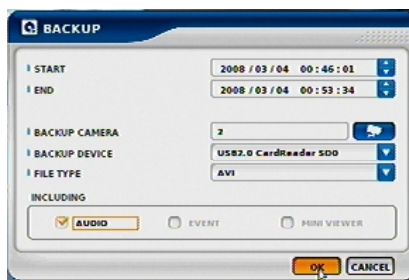 BACKUP
START 2008 / 03 / 04 00 : 46 : 01
END 2008 / 03 / 04 00 : 53 : 34
BACKUP CAMERA 2
BACKUP DEVICE USB2.0 CardReader SD0
FILE TYPE AVI
INCLUDING
AUDIO EVENT MINI VIEWER
OK CANCEL